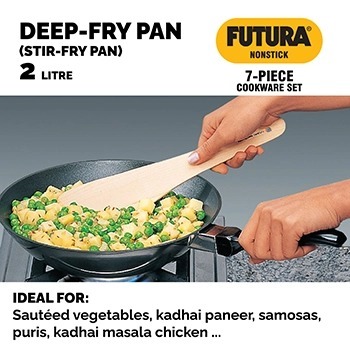 DEEP-FRY PAN
(STIR-FRY PAN)
2 LITRE
FUTURA®
NONSTICK
7-PIECE
COOKWARE SET
IDEAL FOR:
Sautéed vegetables, kadhai paneer, samosas,
puris, kadhai masala chicken ...